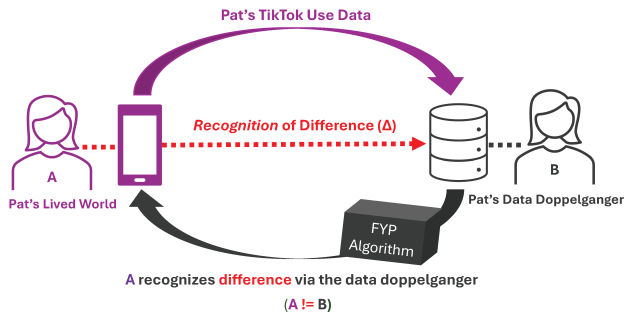 Pat's TikTok Use Data
Recognition of Difference (Δ)
A
B
Pat's Lived World
Pat's Data Doppelganger
FYP
Algorithm
A recognizes difference via the data doppelganger
(A != B)